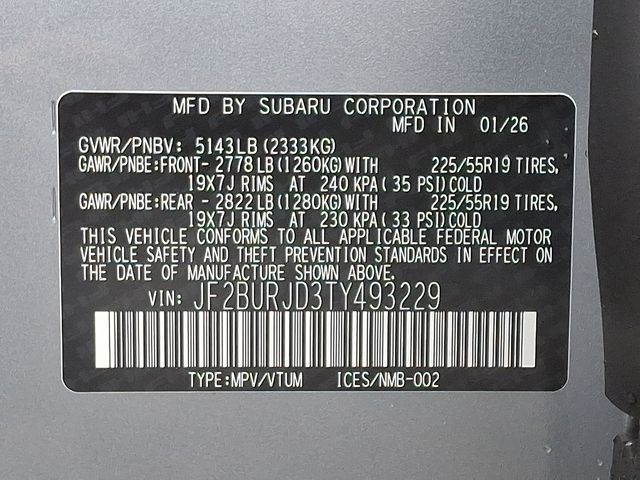 MFD BY SUBARU CORPORATION
MFD IN 01/26
GVWR/PNBV: 5143LB(2333KG)
GAWR/PNBE:FRONT- 2778LB(1260KG)WITH 225/55R19 TIRES,
19X7J RIMS AT 240 KPA(35 PSI)COLD
GAWR/PNBE:REAR - 2822LB(1280KG)WITH 225/55R19 TIRES,
19X7J RIMS AT 230 KPA(33 PSI)COLD
THIS VEHICLE CONFORMS TO ALL APPLICABLE FEDERAL MOTOR
VEHICLE SAFETY AND THEFT PREVENTION STANDARDS IN EFFECT ON
THE DATE OF MANUFACTURE SHOWN ABOVE.
VIN: JF2BURJD3TY493229
TYPE:MPV/VTUM ICES/NMB-002